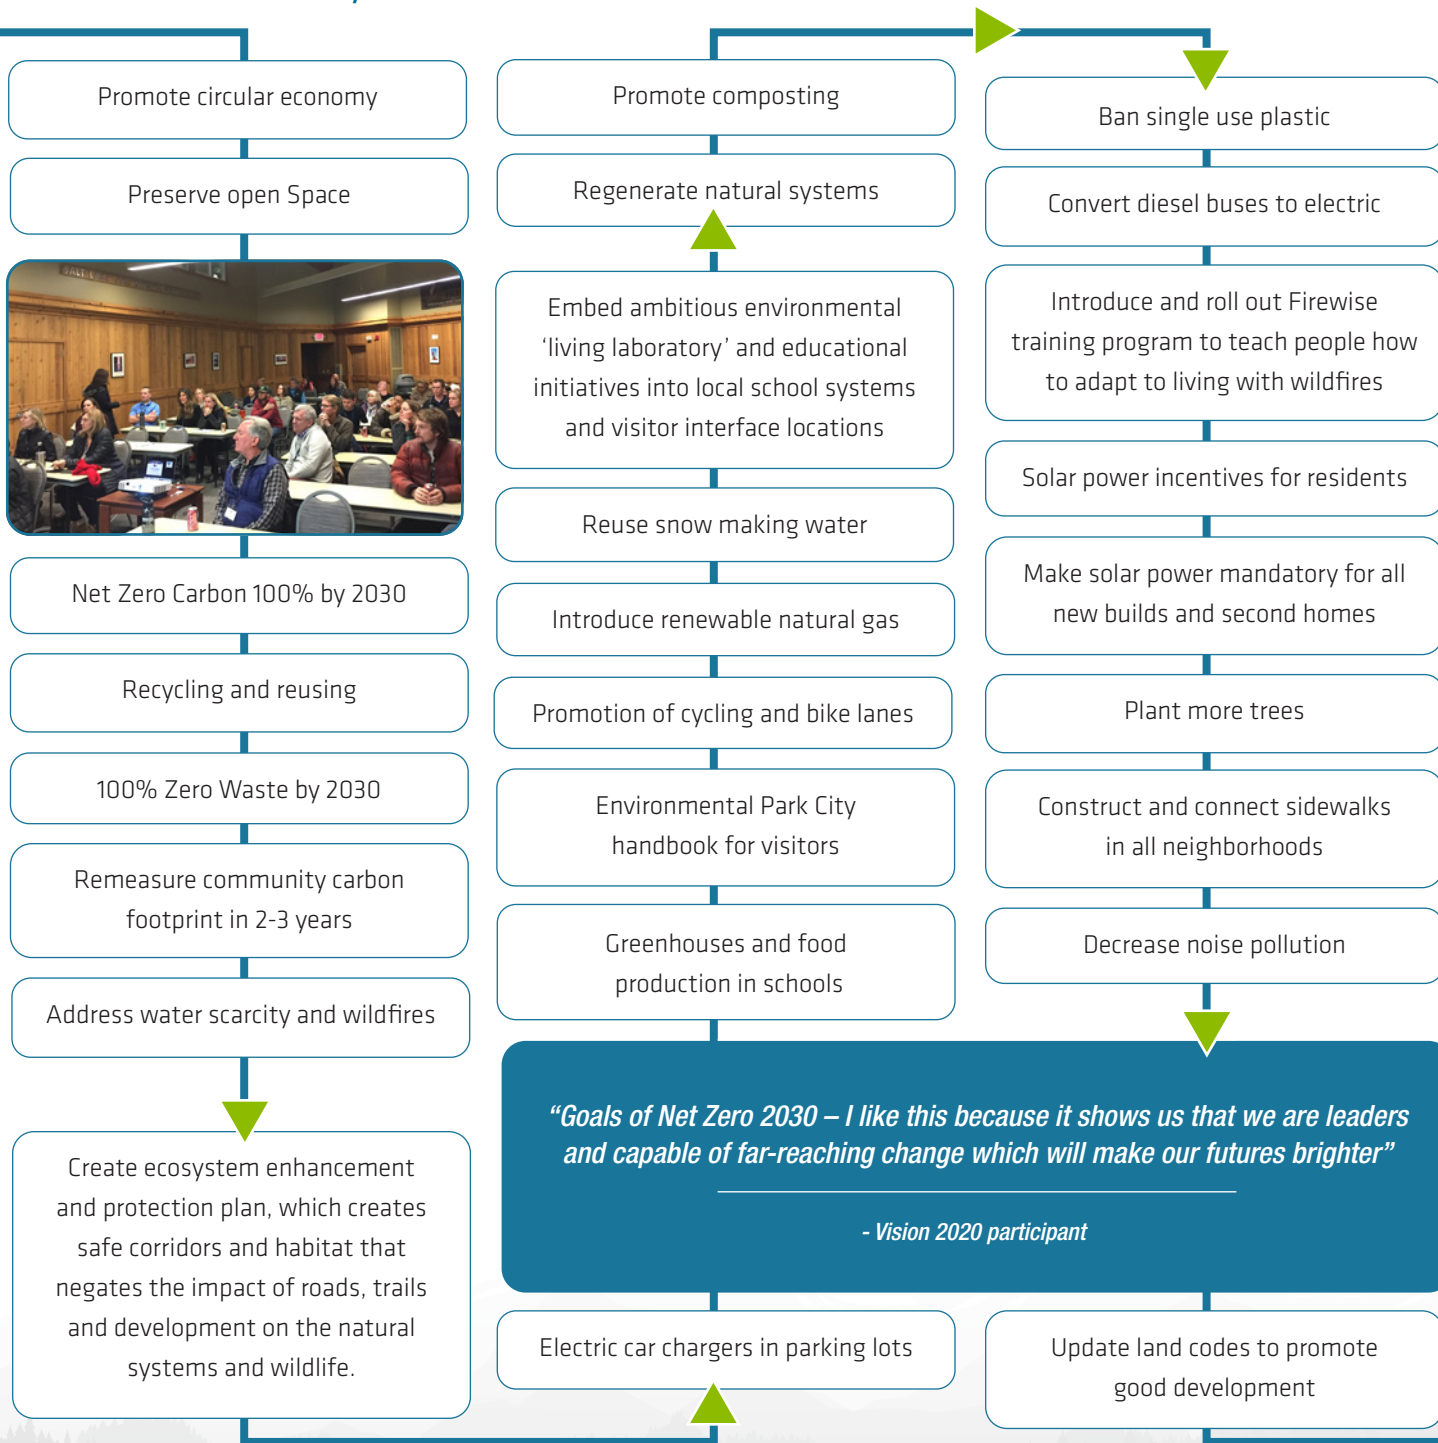 Promote circular economy
Preserve open Space
Net Zero Carbon 100% by 2030
Recycling and reusing
100% Zero Waste by 2030
Remeasure community carbon
footprint in 2-3 years
Address water scarcity and wildfires
Create ecosystem enhancement
and protection plan, which creates
safe corridors and habitat that
negates the impact of roads, trails
and development on the natural
systems and wildlife.
Promote composting
Regenerate natural systems
Embed ambitious environmental
‘living laboratory’ and educational
initiatives into local school systems
and visitor interface locations
Reuse snow making water
Introduce renewable natural gas
Promotion of cycling and bike lanes
Environmental Park City
handbook for visitors
Greenhouses and food
production in schools
Ban single use plastic
Convert diesel buses to electric
Introduce and roll out Firewise
training program to teach people how
to adapt to living with wildfires
Solar power incentives for residents
Make solar power mandatory for all
new builds and second homes
Plant more trees
Construct and connect sidewalks
in all neighborhoods
Decrease noise pollution
“Goals of Net Zero 2030 – I like this because it shows us that we are leaders
and capable of far-reaching change which will make our futures brighter”
- Vision 2020 participant
Electric car chargers in parking lots
Update land codes to promote
good development